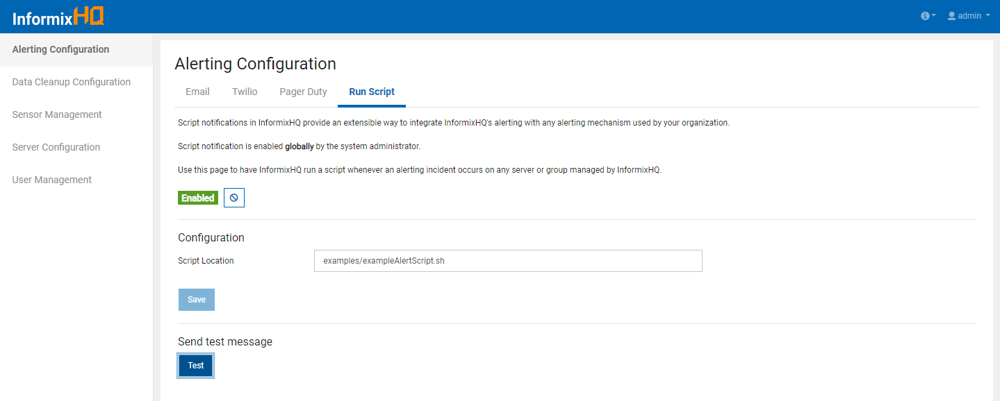 InformixHQ
admin
Alerting Configuration
Data Cleanup Configuration
Sensor Management
Server Configuration
User Management
Alerting Configuration
Email Twilio Pager Duty Run Script
Script notifications in InformixHQ provide an extensible way to integrate InformixHQ's alerting with any alerting mechanism used by your organization.
Script notification is enabled globally by the system administrator.
Use this page to have InformixHQ run a script whenever an alerting incident occurs on any server or group managed by InformixHQ.
Enabled
Configuration
Script Location examples/exampleAlertScript.sh
Save
Send test message
Test